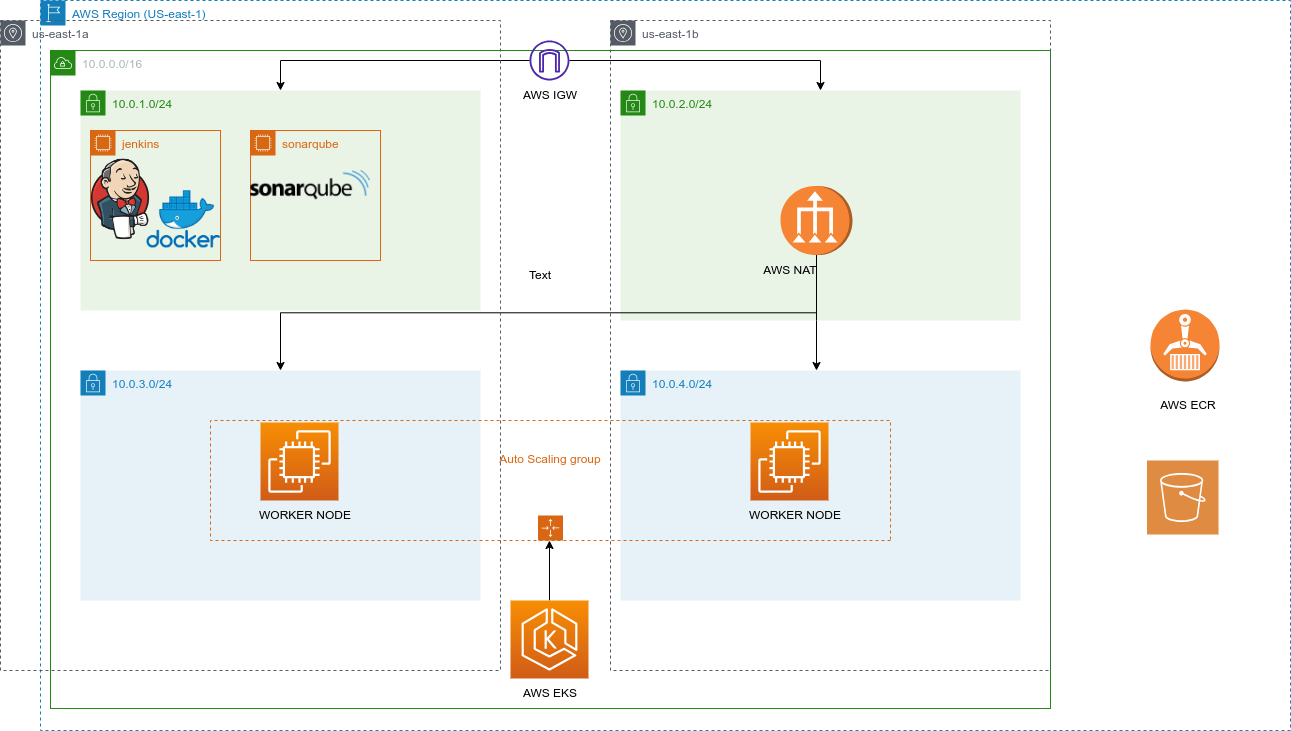 AWS Region (US-east-1)
us-east-1a
us-east-1b
10.0.0.0/16
AWS IGW
10.0.1.0/24
10.0.2.0/24
jenkins
sonarqube
sonarqube
docker
AWS NAT
Text
10.0.3.0/24
10.0.4.0/24
AWS ECR
Auto Scaling group
WORKER NODE
WORKER NODE
K
AWS EKS